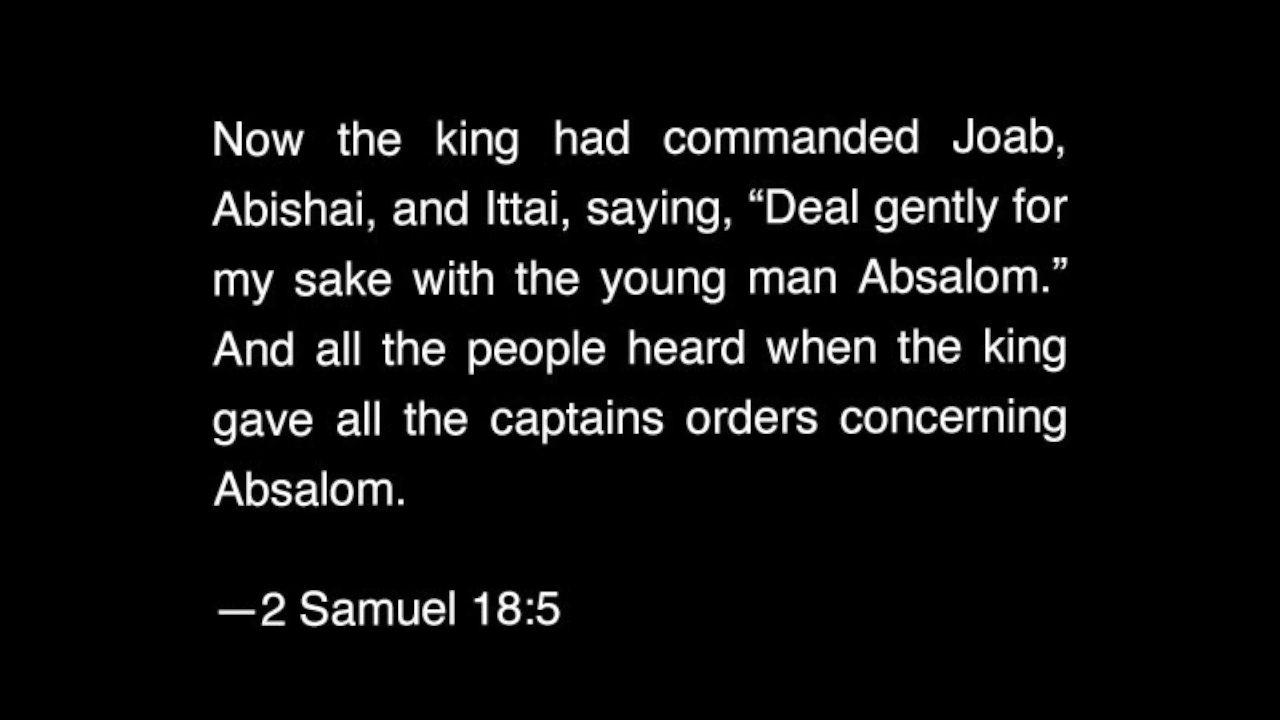 Now the king had commanded Joab,
Abishai, and Ittai, saying, “Deal gently for
my sake with the young man Absalom.”
And all the people heard when the king
gave all the captains orders concerning
Absalom.
—2 Samuel 18:5